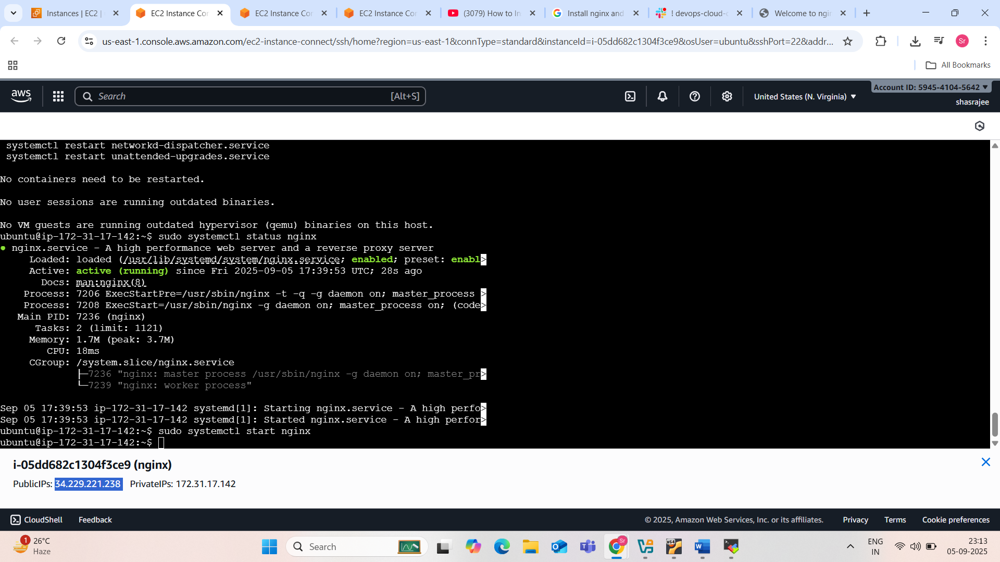 Instances | EC2 |
EC2 Instance Con
EC2 Instance Con
EC2 Instance Con
(3079) How to In
Install nginx and
! devops-cloud-c
Welcome to ngin
us-east-1.console.aws.amazon.com/ec2-instance-connect/ssh/home?region=us-east-1&connType=standard&instanceId=i-05dd682c1304f3ce9&osUser=ubuntu&sshPort=22&addr...
Sr
All Bookmarks
aws
Search
[Alt+S]
United States (N. Virginia)
Account ID: 5945-4104-5642
shasrajee
systemctl restart networkd-dispatcher.service
systemctl restart unattended-upgrades.service
No containers need to be restarted.
No user sessions are running outdated binaries.
No VM guests are running outdated hypervisor (qemu) binaries on this host.
ubuntu@ip-172-31-17-142:~$ sudo systemctl status nginx
● nginx.service - A high performance web server and a reverse proxy server
Loaded: loaded (/usr/lib/systemd/system/nginx.service; enabled; preset: enabl>
Active: active (running) since Fri 2025-09-05 17:39:53 UTC; 28s ago
Docs: man:nginx(8)
Process: 7206 ExecStartPre=/usr/sbin/nginx -t -q -g daemon on; master_process >
Process: 7208 ExecStart=/usr/sbin/nginx -g daemon on; master_process on; (code>
Main PID: 7236 (nginx)
Tasks: 2 (limit: 1121)
Memory: 1.7M (peak: 3.7M)
CPU: 18ms
CGroup: /system.slice/nginx.service
├─7236 "nginx: master process /usr/sbin/nginx -g daemon on; master_pr>
└─7239 "nginx: worker process"
Sep 05 17:39:53 ip-172-31-17-142 systemd[1]: Starting nginx.service - A high perfo>
Sep 05 17:39:53 ip-172-31-17-142 systemd[1]: Started nginx.service - A high perfor>
ubuntu@ip-172-31-17-142:~$ sudo systemctl start nginx
ubuntu@ip-172-31-17-142:~$
i-05dd682c1304f3ce9 (nginx)
PublicIPs: 34.229.221.238 PrivateIPs: 172.31.17.142
CloudShell Feedback
© 2025, Amazon Web Services, Inc. or its affiliates. Privacy Terms Cookie preferences
1
26°C
Haze
Search
Sr
x64
W
ENG
IN
23:13
05-09-2025